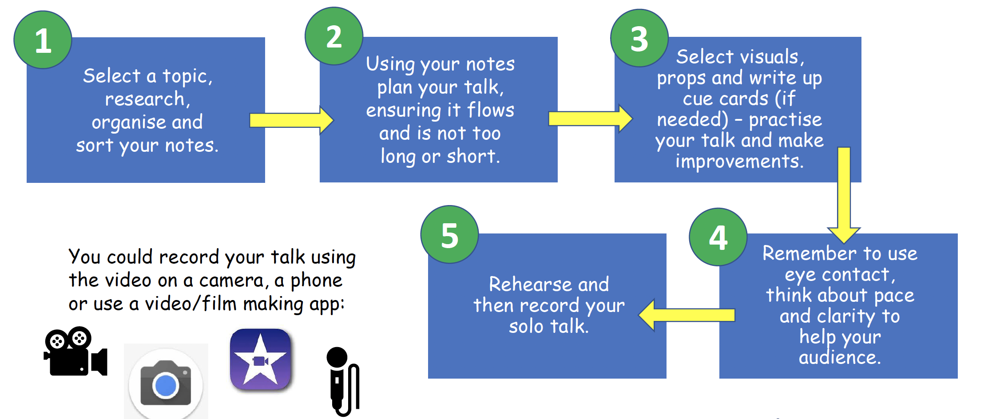 1
Select a topic,
research,
organise and
sort your notes.
2
Using your notes
plan your talk,
ensuring it flows
and is not too
long or short.
3
Select visuals,
props and write up
cue cards (if
needed) – practise
your talk and make
improvements.
4
Remember to use
eye contact,
think about pace
and clarity to
help your
audience.
5
Rehearse and
then record your
solo talk.
You could record your talk using
the video on a camera, a phone
or use a video/film making app: